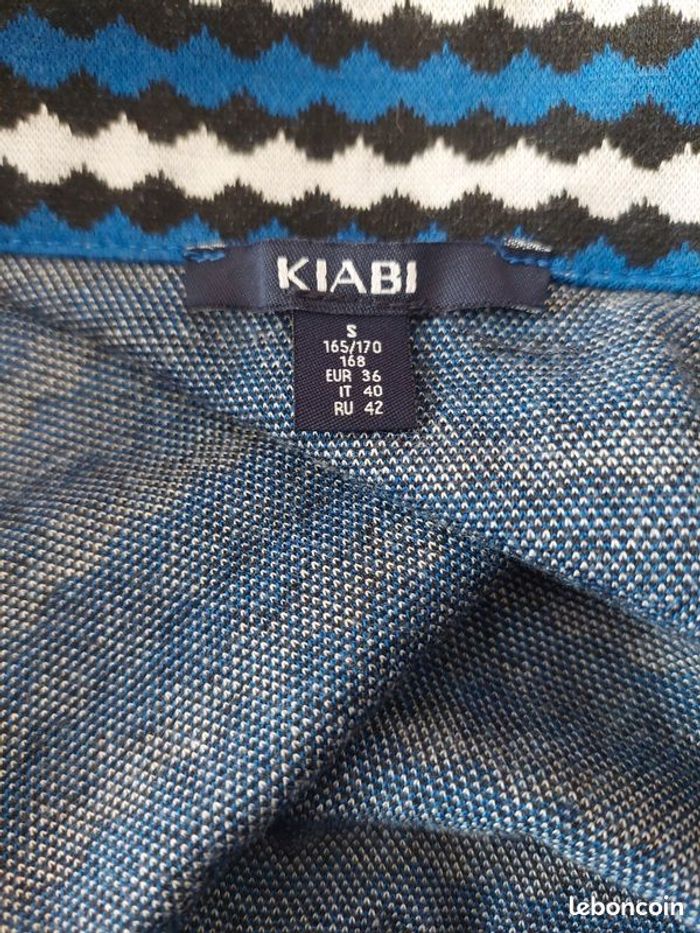 KIABI
S
165/170
168
EUR 36
IT 40
RU 42
leboncoin